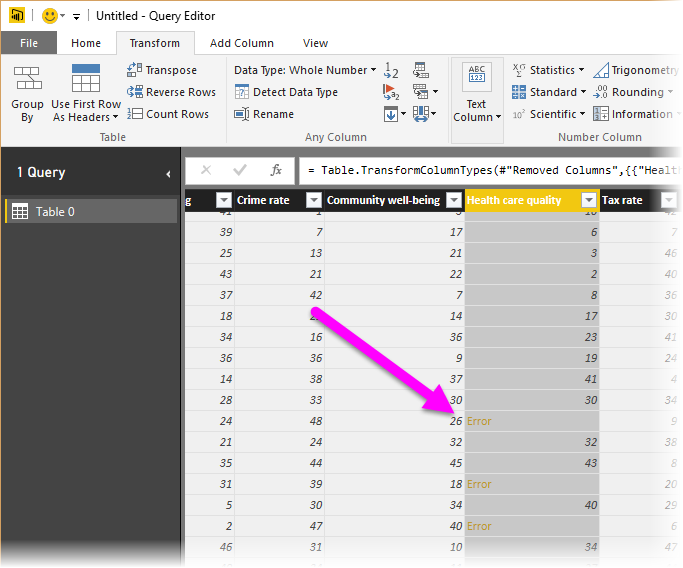 Untitled - Query Editor
File Home Transform Add Column View
Group By
Use First Row As Headers
Transpose
Reverse Rows
Count Rows
Table
Data Type: Whole Number
Detect Data Type
Rename
Any Column
ABC
123
Text Column
Statistics
Standard
Scientific
Trigonometry
Rounding
Information
Number Column
1 Query
Table 0
= Table.TransformColumnTypes(#"Removed Columns",{{"Healt
g Crime rate Community well-being Health care quality Tax rate
39 7 17 6 7
25 13 21 3 46
43 21 22 2 40
37 42 7 8 36
18 14 17 30
34 16 36 23 41
36 36 9 19 24
14 38 37 41 4
28 33 30 30 34
24 48 26 Error 9
21 24 32 32 38
35 44 45 43 8
31 39 18 Error 20
5 30 34 40 29
2 47 40 Error 6
46 31 10 34 47